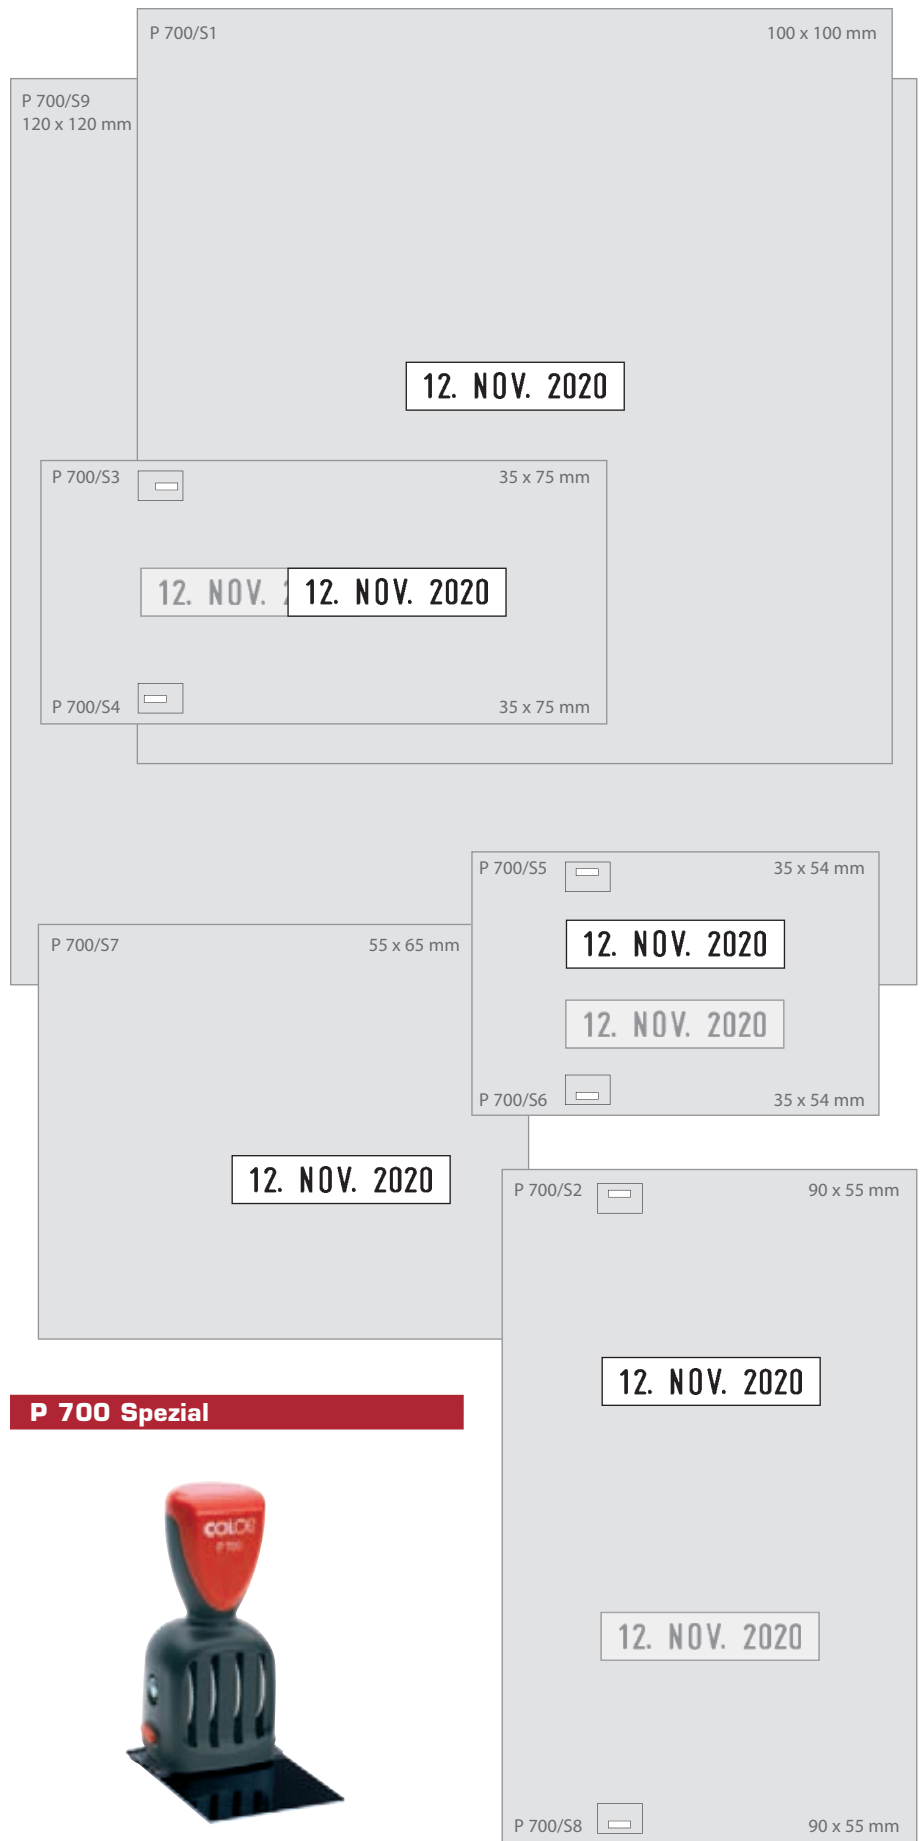 P 700/S1 100 x 100 mm
P 700/S9
120 x 120 mm
12. NOV. 2020
P 700/S3 35 x 75 mm
12. NOV. 12. NOV. 2020
P 700/S4 35 x 75 mm
P 700/S5 35 x 54 mm
12. NOV. 2020
P 700/S7 55 x 65 mm
12. NOV. 2020
P 700/S6 35 x 54 mm
12. NOV. 2020
P 700/S2 90 x 55 mm
12. NOV. 2020
P 700 Spezial
COLOP
P 700
12. NOV. 2020
P 700/S8 90 x 55 mm